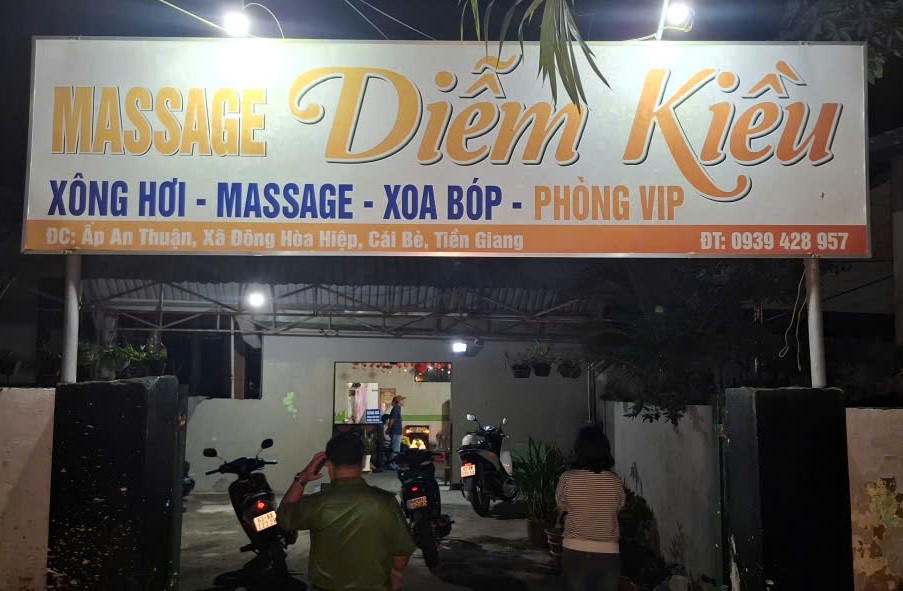 MASSAGE Diễm Kiều
XÔNG HƠI - MASSAGE - XOA BÓP - PHÒNG VIP
ĐC: Ấp An Thuận, Xã Đông Hòa Hiệp, Cái Bè, Tiền Giang ĐT: 0939 428 957